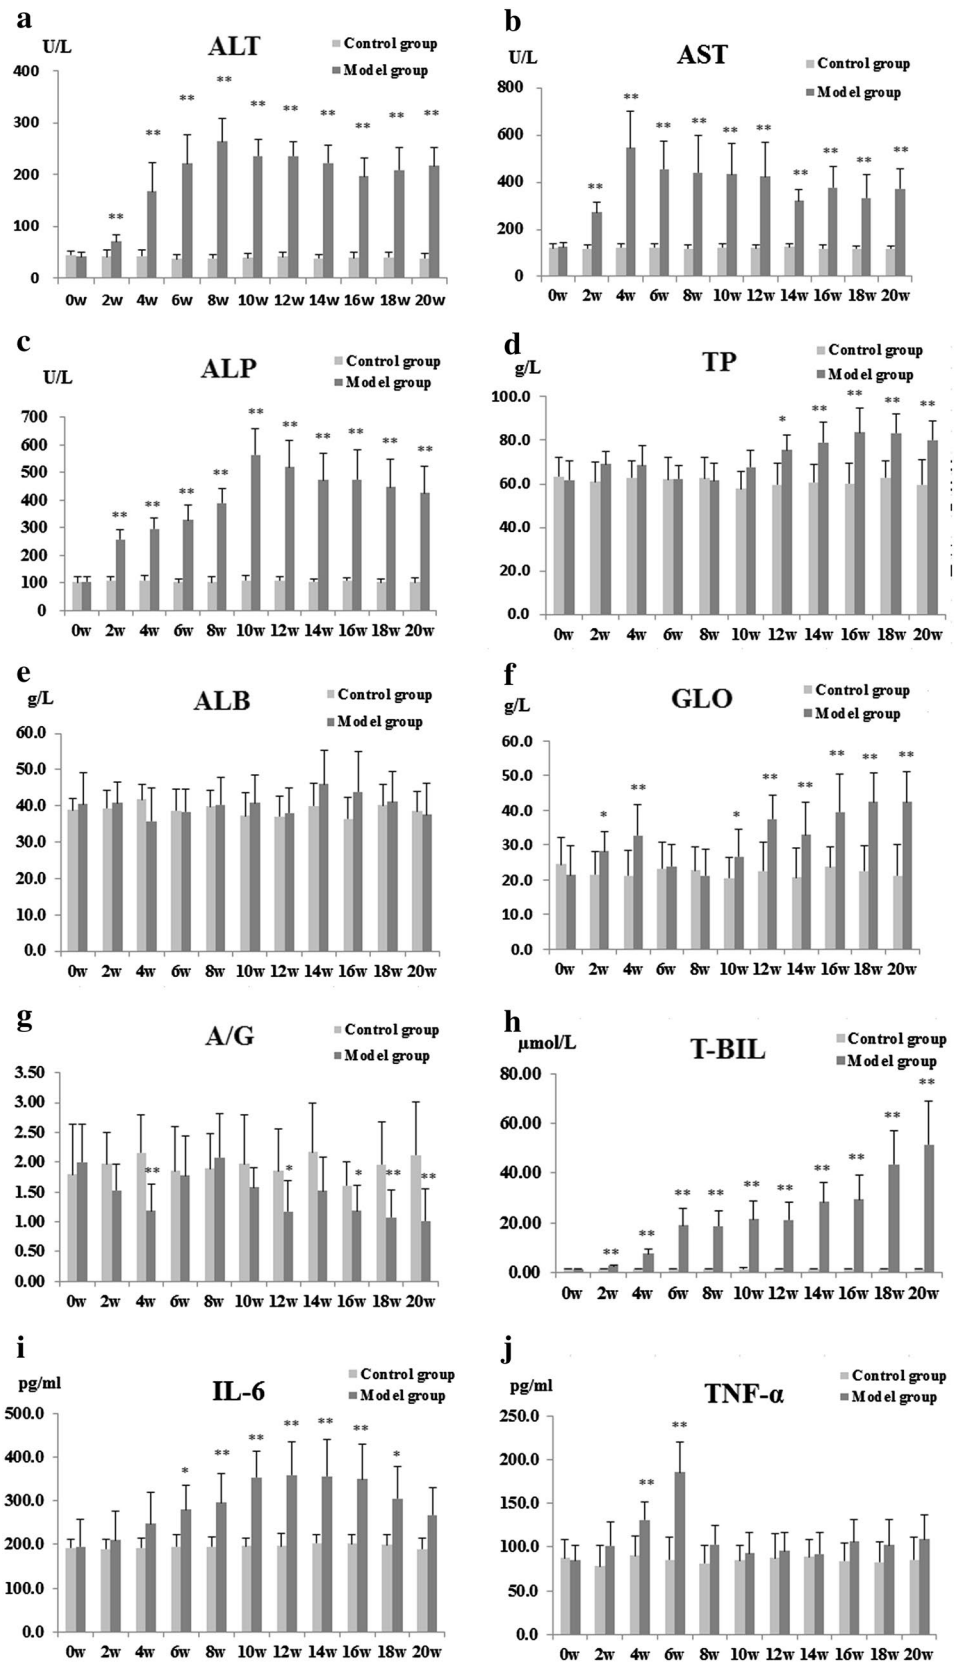 a
U/L
ALT
Control group
Model group
400
** ** ** ** ** ** ** ** ** **
300
200
100
0
0w 2w 4w 6w 8w 10w 12w 14w 16w 18w 20w
b
U/L
AST
Control group
Model group
800
** ** ** ** ** ** ** ** ** **
600
400
200
0
0w 2w 4w 6w 8w 10w 12w 14w 16w 18w 20w
c
U/L
ALP
Control group
Model group
700
** ** ** ** ** ** ** ** ** **
600
500
400
300
200
100
0
0w 2w 4w 6w 8w 10w 12w 14w 16w 18w 20w
d
g/L
TP
Control group
Model group
100.0
* ** ** ** **
80.0
60.0
40.0
20.0
0.0
0w 2w 4w 6w 8w 10w 12w 14w 16w 18w 20w
e
g/L
ALB
Control group
Model group
60.0
50.0
40.0
30.0
20.0
10.0
0.0
0w 2w 4w 6w 8w 10w 12w 14w 16w 18w 20w
f
g/L
GLO
Control group
Model group
60.0
* ** * ** ** ** ** **
50.0
40.0
30.0
20.0
10.0
0.0
0w 2w 4w 6w 8w 10w 12w 14w 16w 18w 20w
g
A/G
Control group
Model group
3.50
3.00
2.50
2.00
** * * ** **
1.50
1.00
0.50
0.00
0w 2w 4w 6w 8w 10w 12w 14w 16w 18w 20w
h
µmol/L
T-BIL
Control group
Model group
80.00
** ** ** ** ** ** ** ** ** **
60.00
40.00
20.00
0.00
0w 2w 4w 6w 8w 10w 12w 14w 16w 18w 20w
i
pg/ml
IL-6
Control group
Model group
500.0
* ** ** ** ** ** *
400.0
300.0
200.0
100.0
0.0
0w 2w 4w 6w 8w 10w 12w 14w 16w 18w 20w
j
pg/ml
TNF-α
Control group
Model group
250.0
** **
200.0
150.0
100.0
50.0
0.0
0w 2w 4w 6w 8w 10w 12w 14w 16w 18w 20w